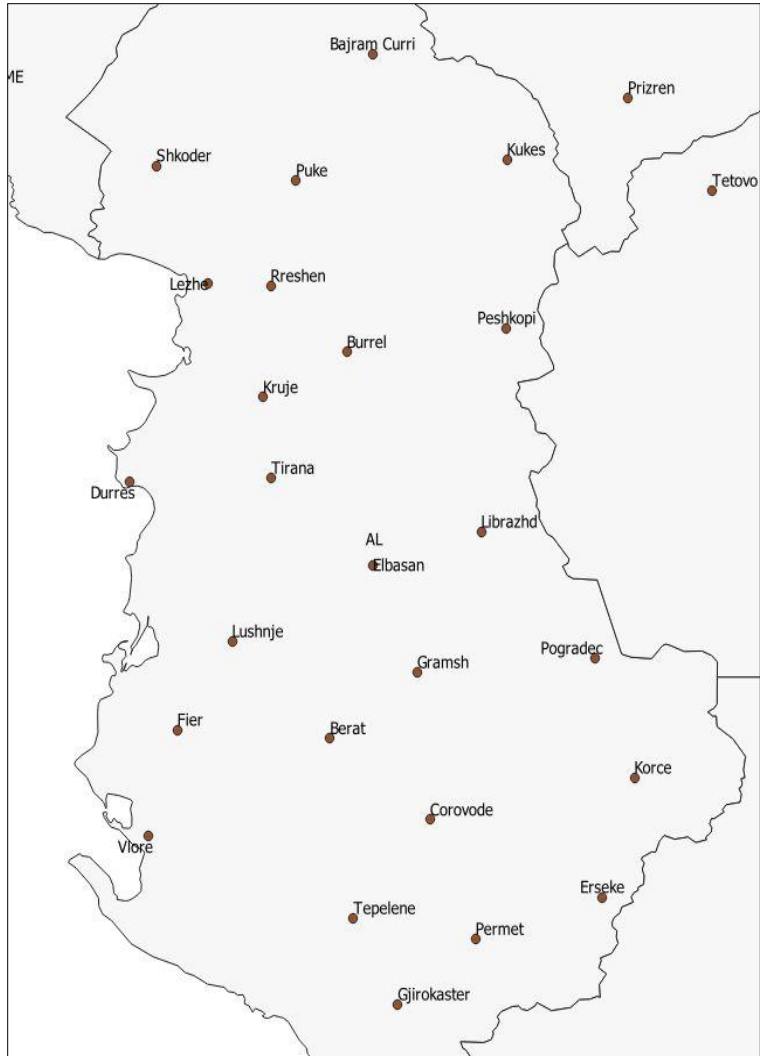 Bajram Curri
ME
Prizren
Shkoder
Kukes
Puke
Tetovo
Lezhe
Rreshen
Peshkopi
Burrel
Kruje
Tirana
Durres
Librazhd
AL
Elbasan
Lushnje
Pogradec
Gramsh
Fier
Berat
Korce
Corovode
Vlore
Erseke
Tepelene
Permet
Gjirokaster